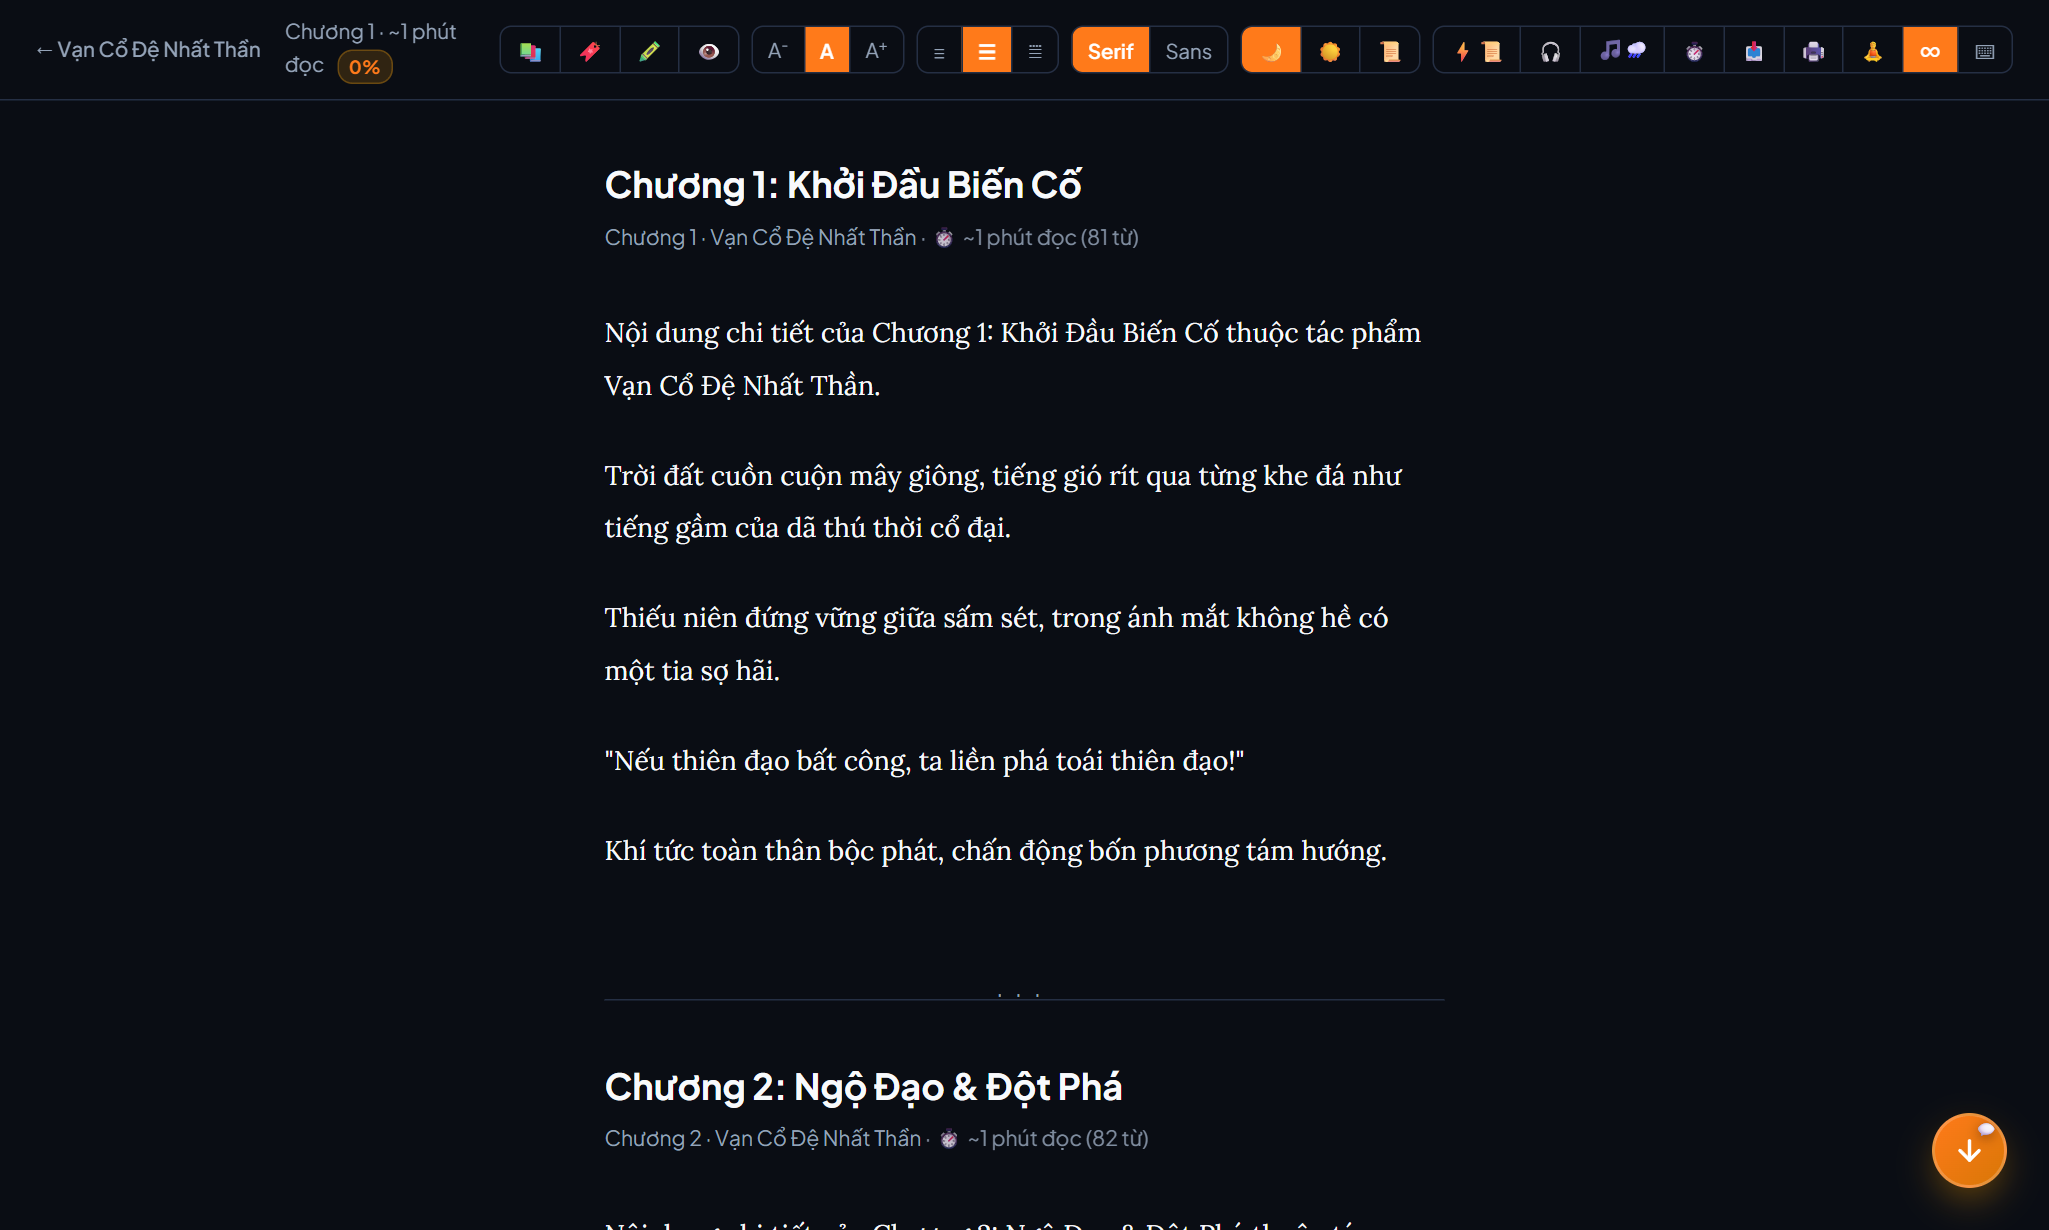 ← Vạn Cổ Đệ Nhất Thần
Chương 1 · ~1 phút
đọc 0%
A- A A+
Serif Sans
Chương 1: Khởi Đầu Biến Cố
Chương 1 · Vạn Cổ Đệ Nhất Thần · ~1 phút đọc (81 từ)
Nội dung chi tiết của Chương 1: Khởi Đầu Biến Cố thuộc tác phẩm
Vạn Cổ Đệ Nhất Thần.
Trời đất cuồn cuộn mây giông, tiếng gió rít qua từng khe đá như
tiếng gầm của dã thú thời cổ đại.
Thiếu niên đứng vững giữa sấm sét, trong ánh mắt không hề có
một tia sợ hãi.
"Nếu thiên đạo bất công, ta liền phá toái thiên đạo!"
Khí tức toàn thân bộc phát, chấn động bốn phương tám hướng.
· · ·
Chương 2: Ngộ Đạo & Đột Phá
Chương 2 · Vạn Cổ Đệ Nhất Thần · ~1 phút đọc (82 từ)